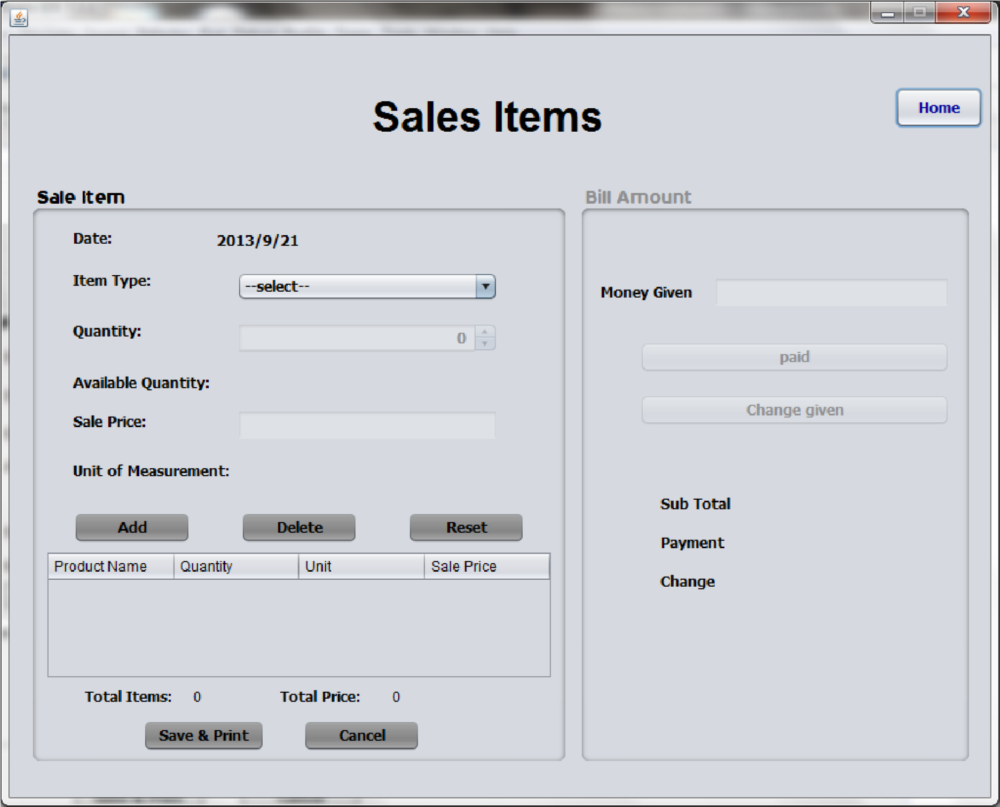 Sales Items
Home
Sale Item
Date: 2013/9/21
Item Type: --select--
Quantity: 0
Available Quantity:
Sale Price:
Unit of Measurement:
Add Delete Reset
Product Name Quantity Unit Sale Price
Total Items: 0 Total Price: 0
Save & Print Cancel
Bill Amount
Money Given
paid
Change given
Sub Total
Payment
Change